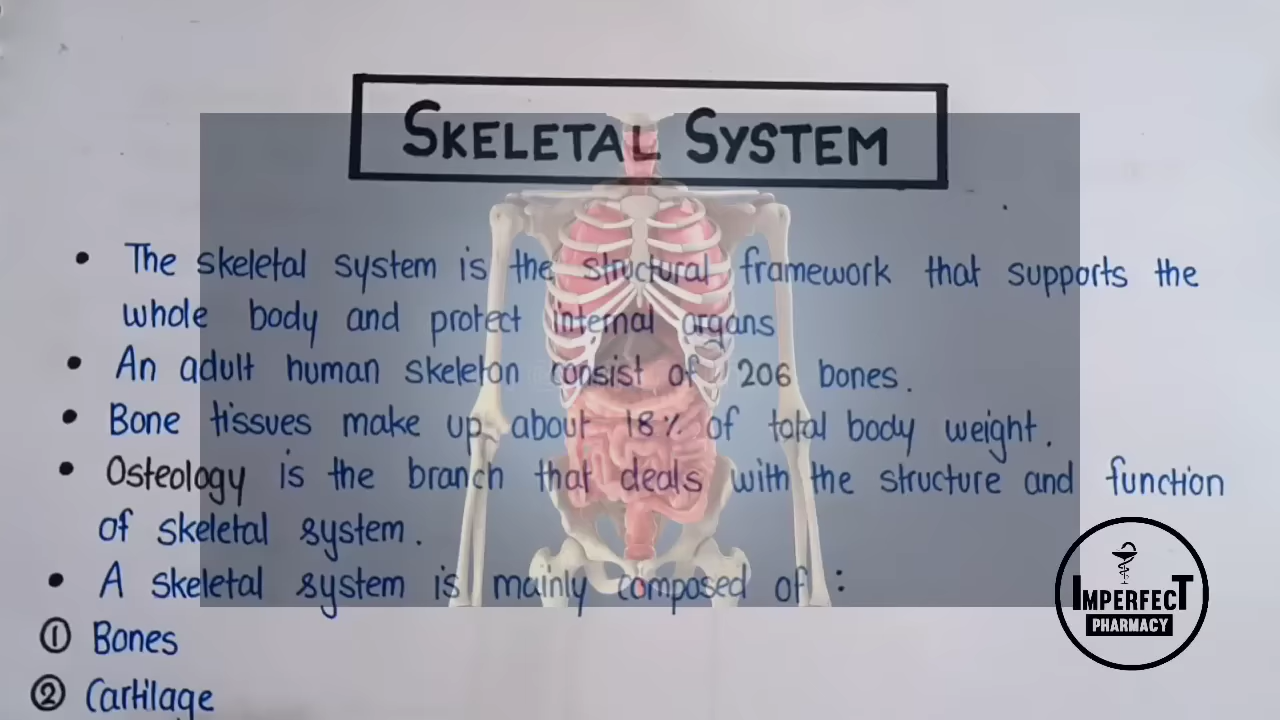 SKELETAL SYSTEM
• The skeletal system is the structural framework that supports the
whole body and protect internal organs
• An adult human skeleton consist of 206 bones.
• Bone tissues make up about 18% of total body weight.
• Osteology is the branch that deals with the structure and function
of skeletal system.
• A skeletal system is mainly composed of :
① Bones
② Cartilage
IMPERFECT
PHARMACY